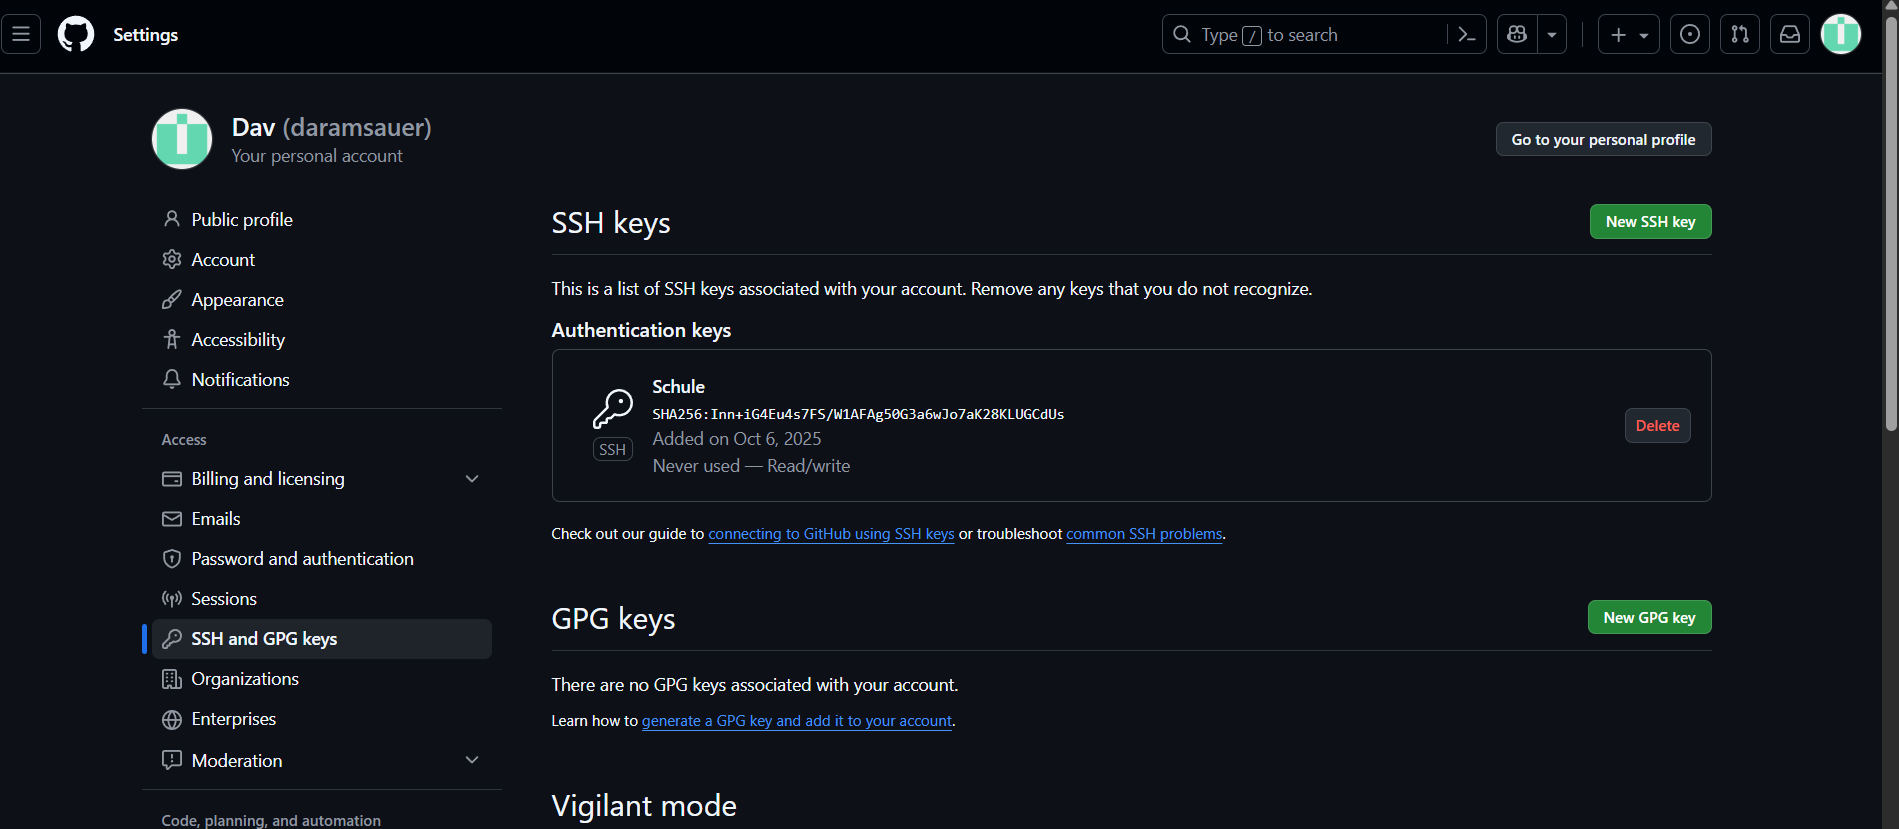 Settings
Type / to search
Dav (daramsauer)
Your personal account
Go to your personal profile
Public profile
Account
Appearance
Accessibility
Notifications
Access
Billing and licensing
Emails
Password and authentication
Sessions
SSH and GPG keys
Organizations
Enterprises
Moderation
Code, planning, and automation
SSH keys
New SSH key
This is a list of SSH keys associated with your account. Remove any keys that you do not recognize.
Authentication keys
Schule
SHA256:Inn+iG4Eu4s7FS/W1AFAg50G3a6wJo7aK28KLUGCdUs
SSH
Added on Oct 6, 2025
Never used — Read/write
Delete
Check out our guide to connecting to GitHub using SSH keys or troubleshoot common SSH problems.
GPG keys
New GPG key
There are no GPG keys associated with your account.
Learn how to generate a GPG key and add it to your account.
Vigilant mode